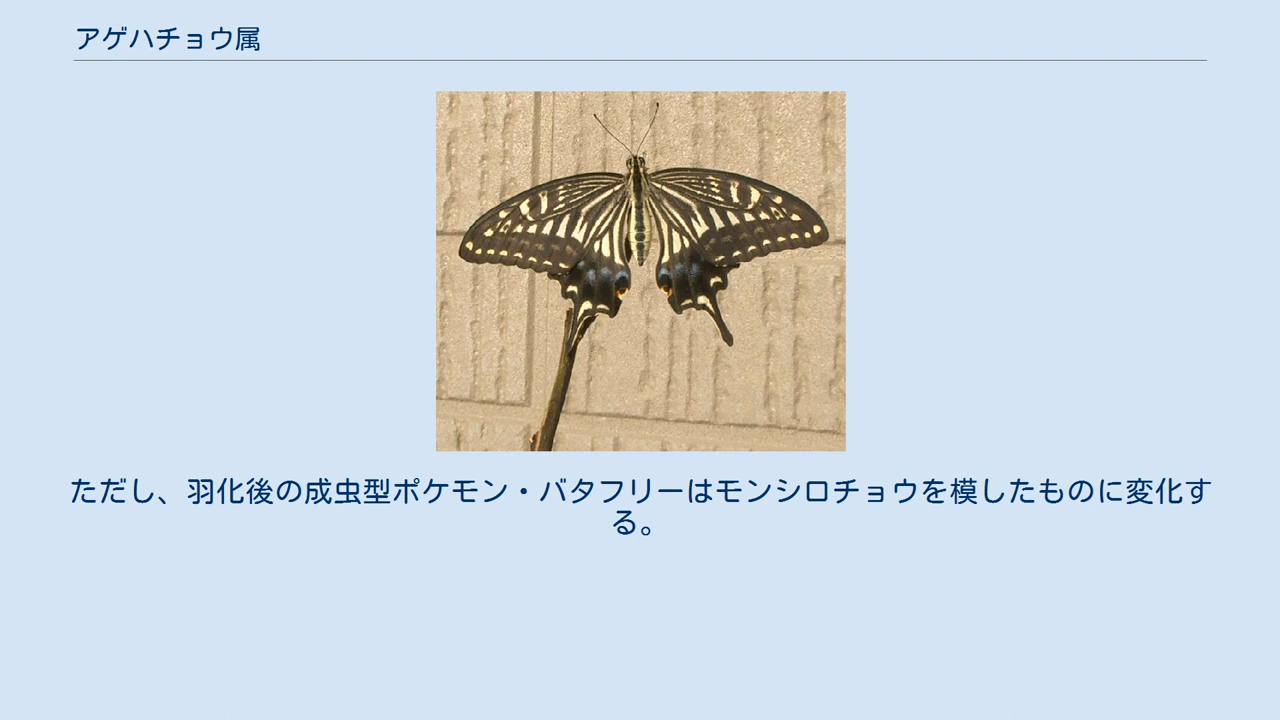 アゲハチョウ属
ただし、羽化後の成虫型ポケモン・バタフリーはモンシロチョウを模したものに変化す
る。